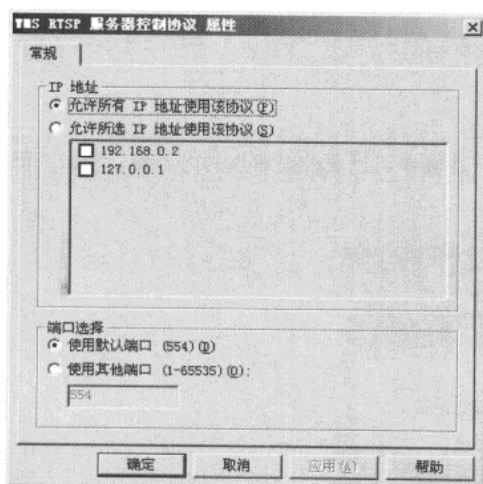 WMS RTSP 服务器控制协议 属性
常规
IP 地址
允许所有 IP 地址使用该协议(F)
允许所选 IP 地址使用该协议(S)
192.168.0.2
127.0.0.1
端口选择
使用默认端口 (554)(D)
使用其他端口 (1-65535)(O):
554
确定
取消
应用(A)
帮助